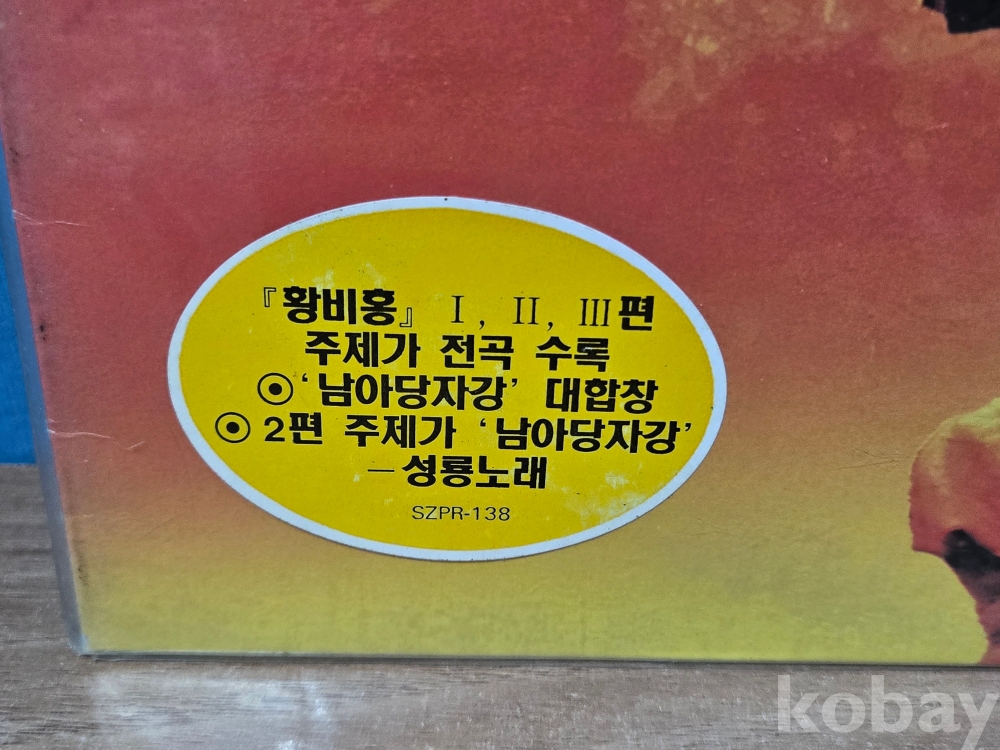 『황비홍』 Ⅰ, Ⅱ, Ⅲ편
주제가 전곡 수록
⊙ ‘남아당자강’ 대합창
⊙ 2편 주제가 ‘남아당자강’
– 성룡노래
SZPR-138
kobay